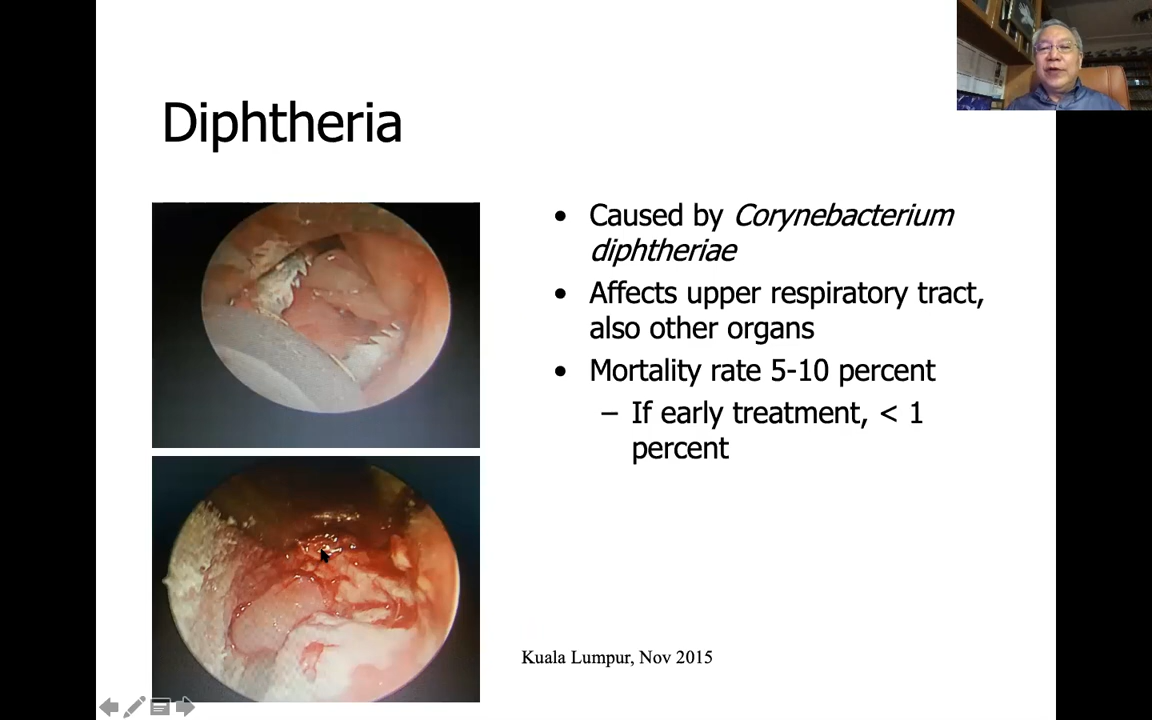 Diphtheria
• Caused by Corynebacterium
diphtheriae
• Affects upper respiratory tract,
also other organs
• Mortality rate 5-10 percent
– If early treatment, < 1
percent
Kuala Lumpur, Nov 2015